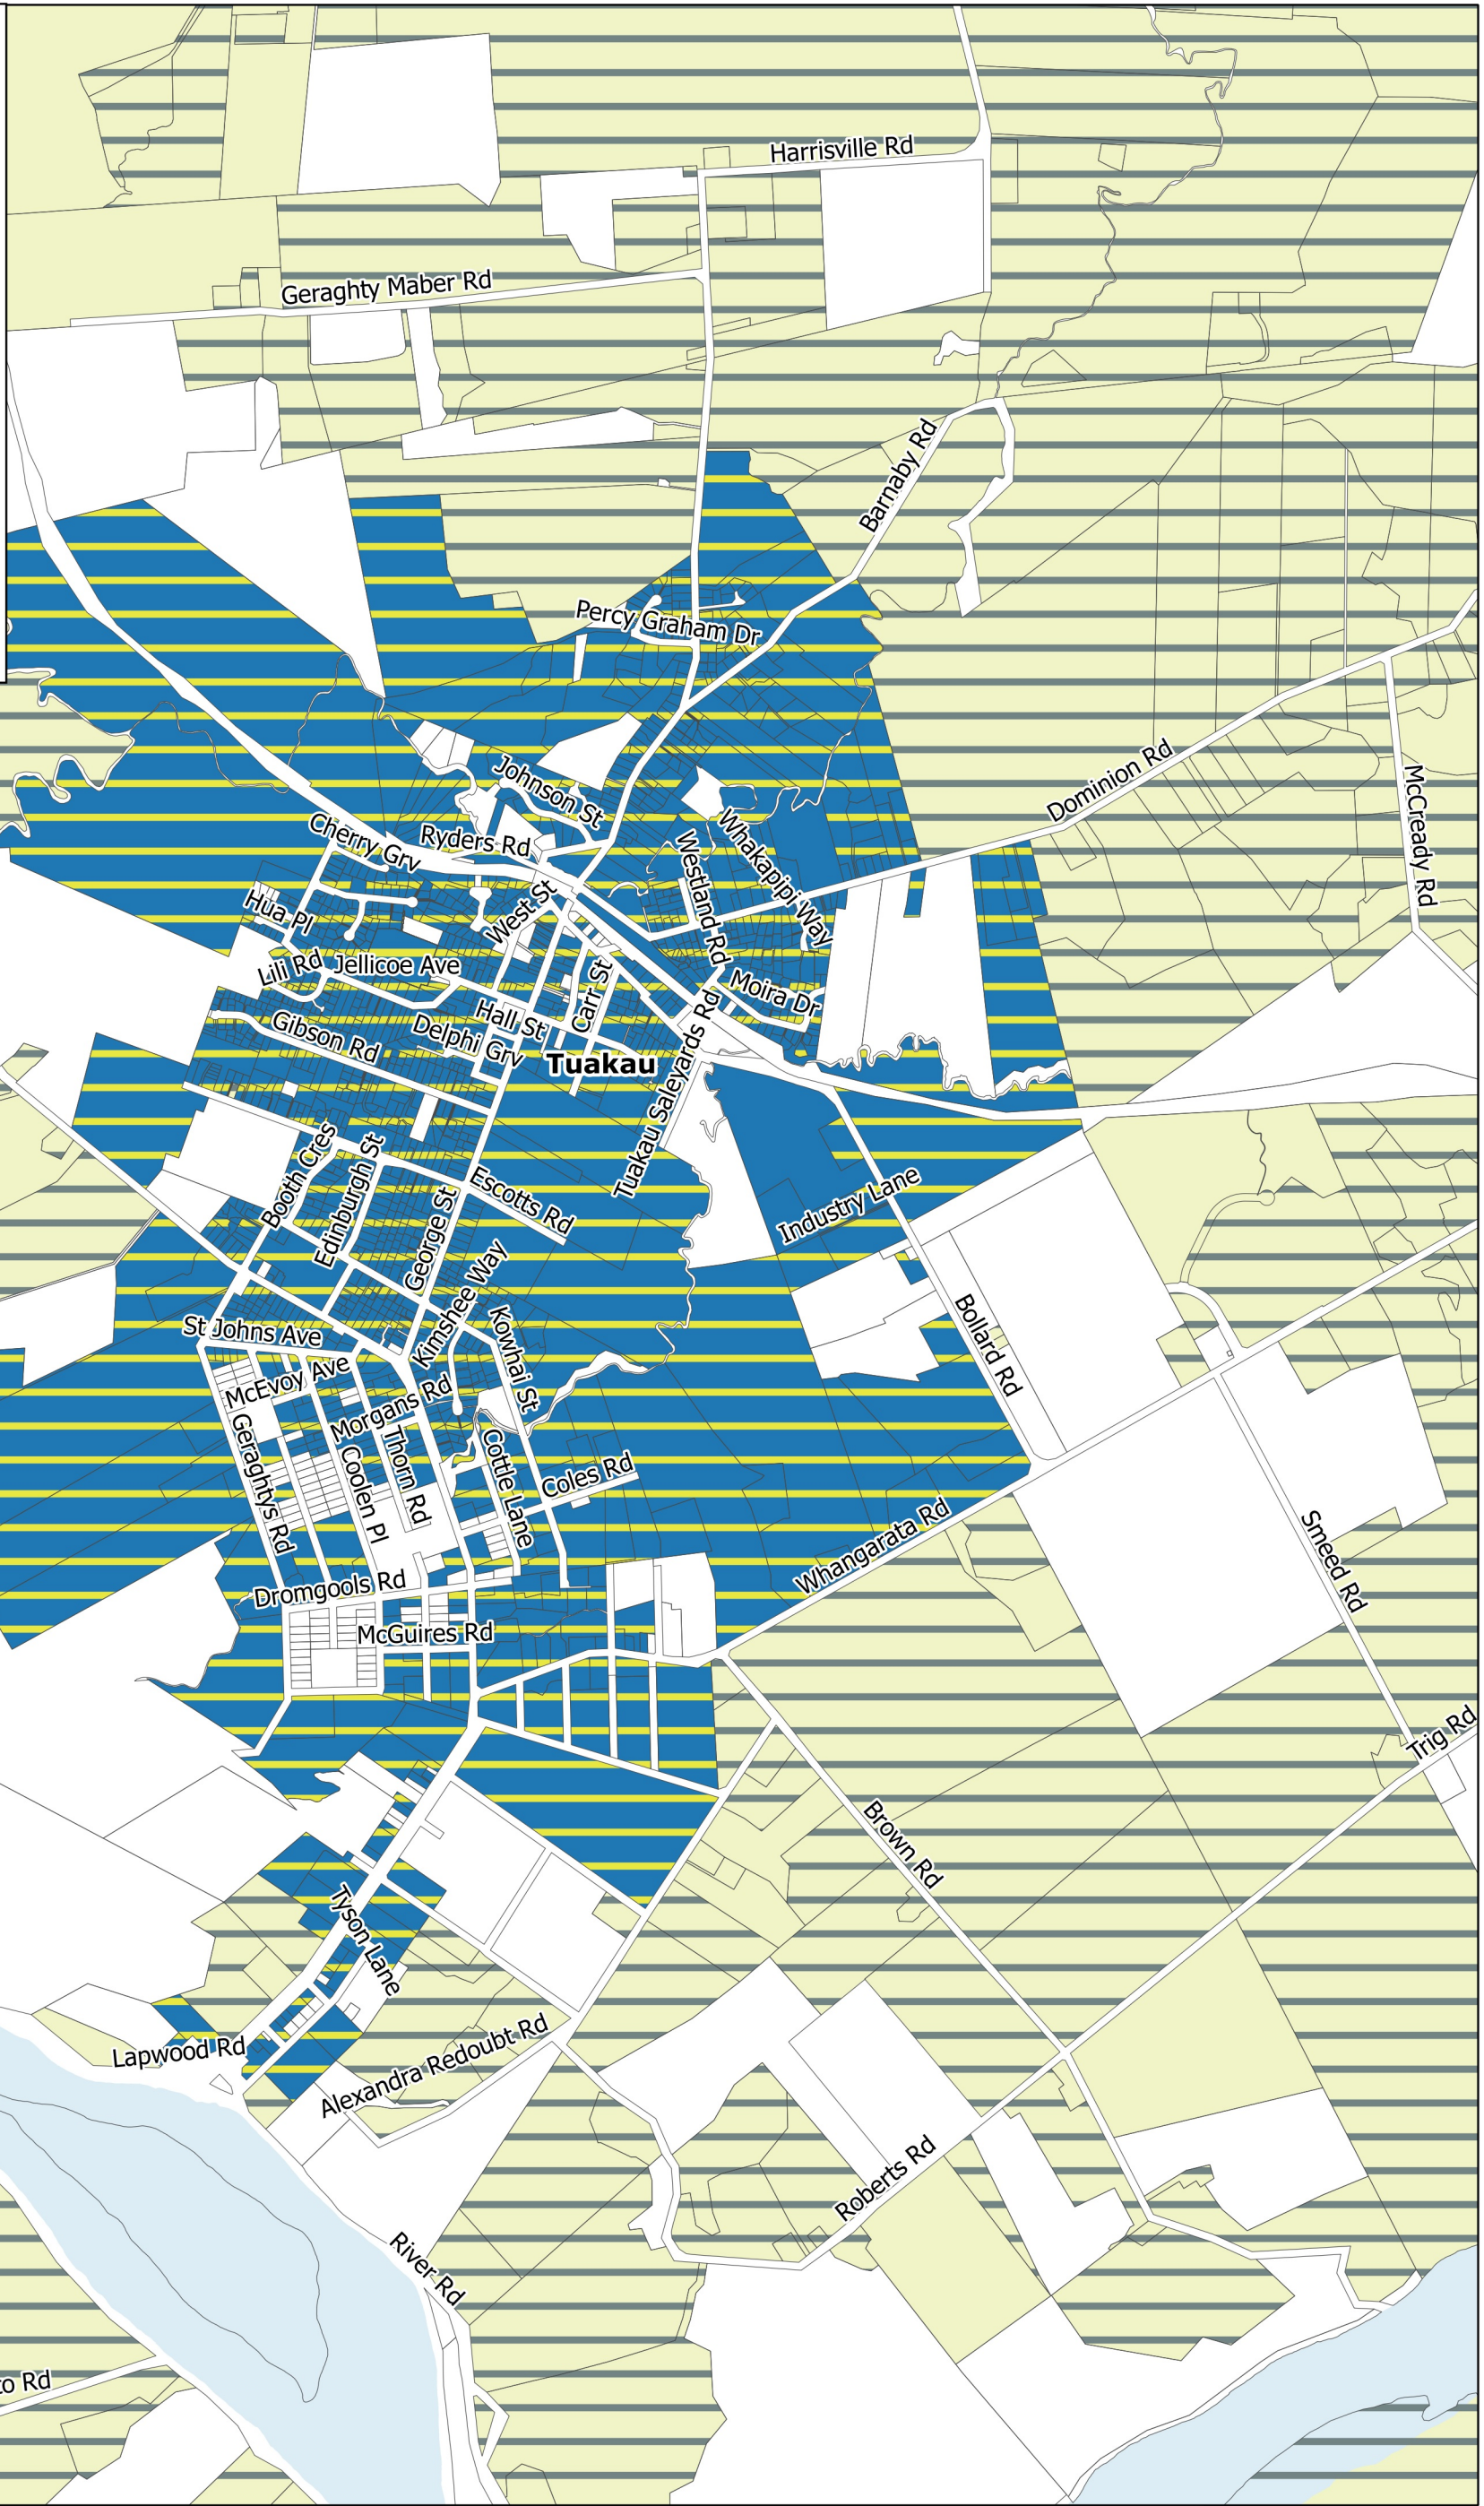 Harrisville Rd
Geraghty Maber Rd
Barnaby Rd
Percy Graham Dr
Dominion Rd
McCready Rd
Johnson St
Cherry Grv
Ryders Rd
Whakapipi Way
Westland Rd
Hua Pl
West St
Lili Rd
Jellicoe Ave
Moira Dr
Carr St
Hall St
Gibson Rd
Delphi Grv
Tuakau
Tuakau Saleyards Rd
Booth Cres
Edinburgh St
Escotts Rd
Industry Lane
George St
Kimshee Way
Bollard Rd
St Johns Ave
Kowhai St
McEvoy Ave
Morgans Rd
Geraghtys Rd
Coolen Pl
Thorn Rd
Cottle Lane
Coles Rd
Whangarata Rd
Smeed Rd
Dromgools Rd
McGuires Rd
Trig Rd
Brown Rd
Tyson Lane
Lapwood Rd
Alexandra Redoubt Rd
Roberts Rd
River Rd
o Rd